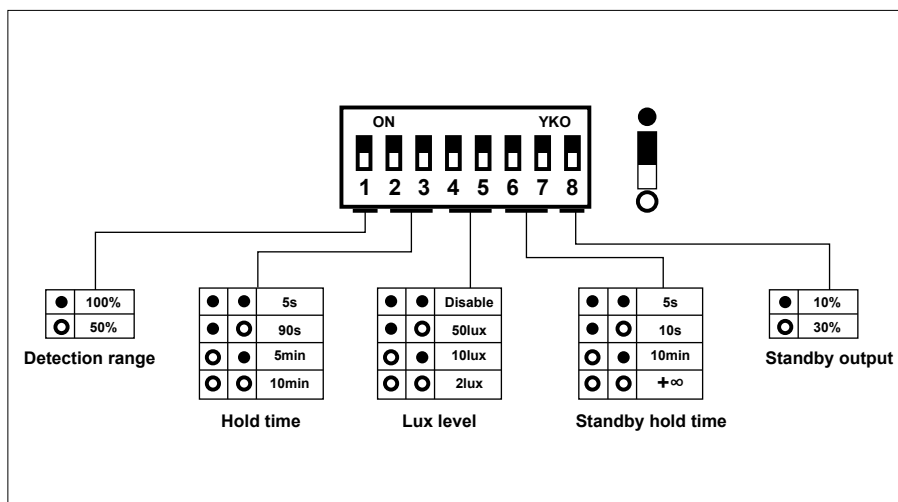 ON YKO
1 2 3 4 5 6 7 8
100%
50%
Detection range
5s
90s
5min
10min
Hold time
Disable
50lux
10lux
2lux
Lux level
5s
10s
10min
+∞
Standby hold time
10%
30%
Standby output